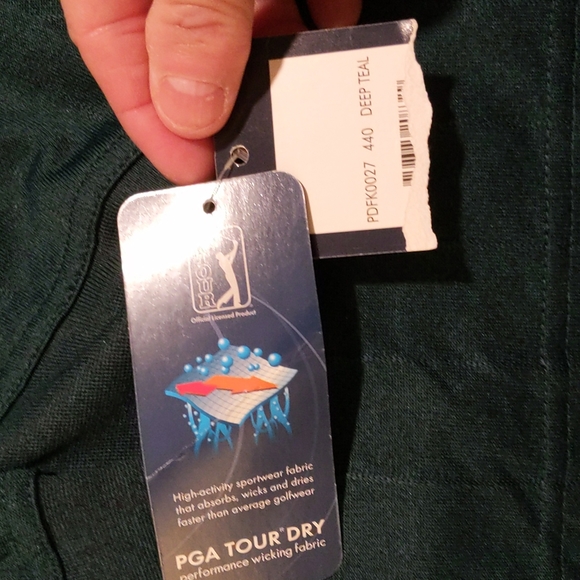 PDFK0027 440 DEEP TEAL
PGA TOUR
Official Licensed Product
High-activity sportwear fabric
that absorbs, wicks and dries
faster than average golfwear
PGA TOUR® DRY
performance wicking fabric